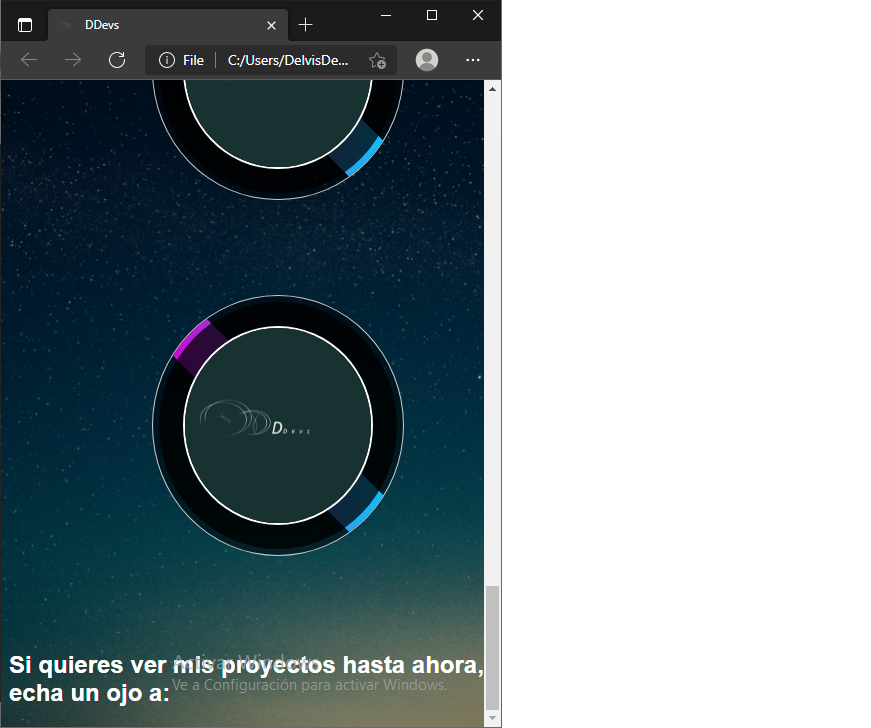 DDevs
File
C:/Users/DelvisDe...
D Devs
Si quieres ver mis proyectos hasta ahora,
echa un ojo a:
Activar Windows
Ve a Configuración para activar Windows.